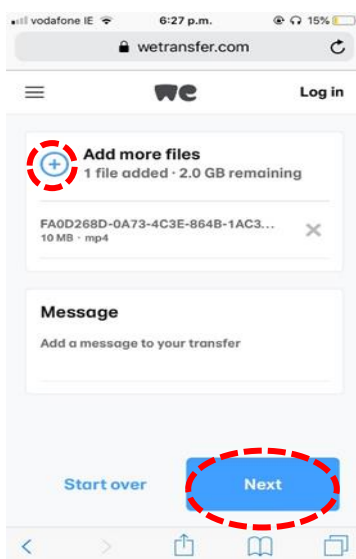 vodafone IE 6:27 p.m. 15%
wetransfer.com
we Log in
Add more files
1 file added · 2.0 GB remaining
FA0D268D-0A73-4C3E-864B-1AC3...
10 MB · mp4
Message
Add a message to your transfer
Start over Next